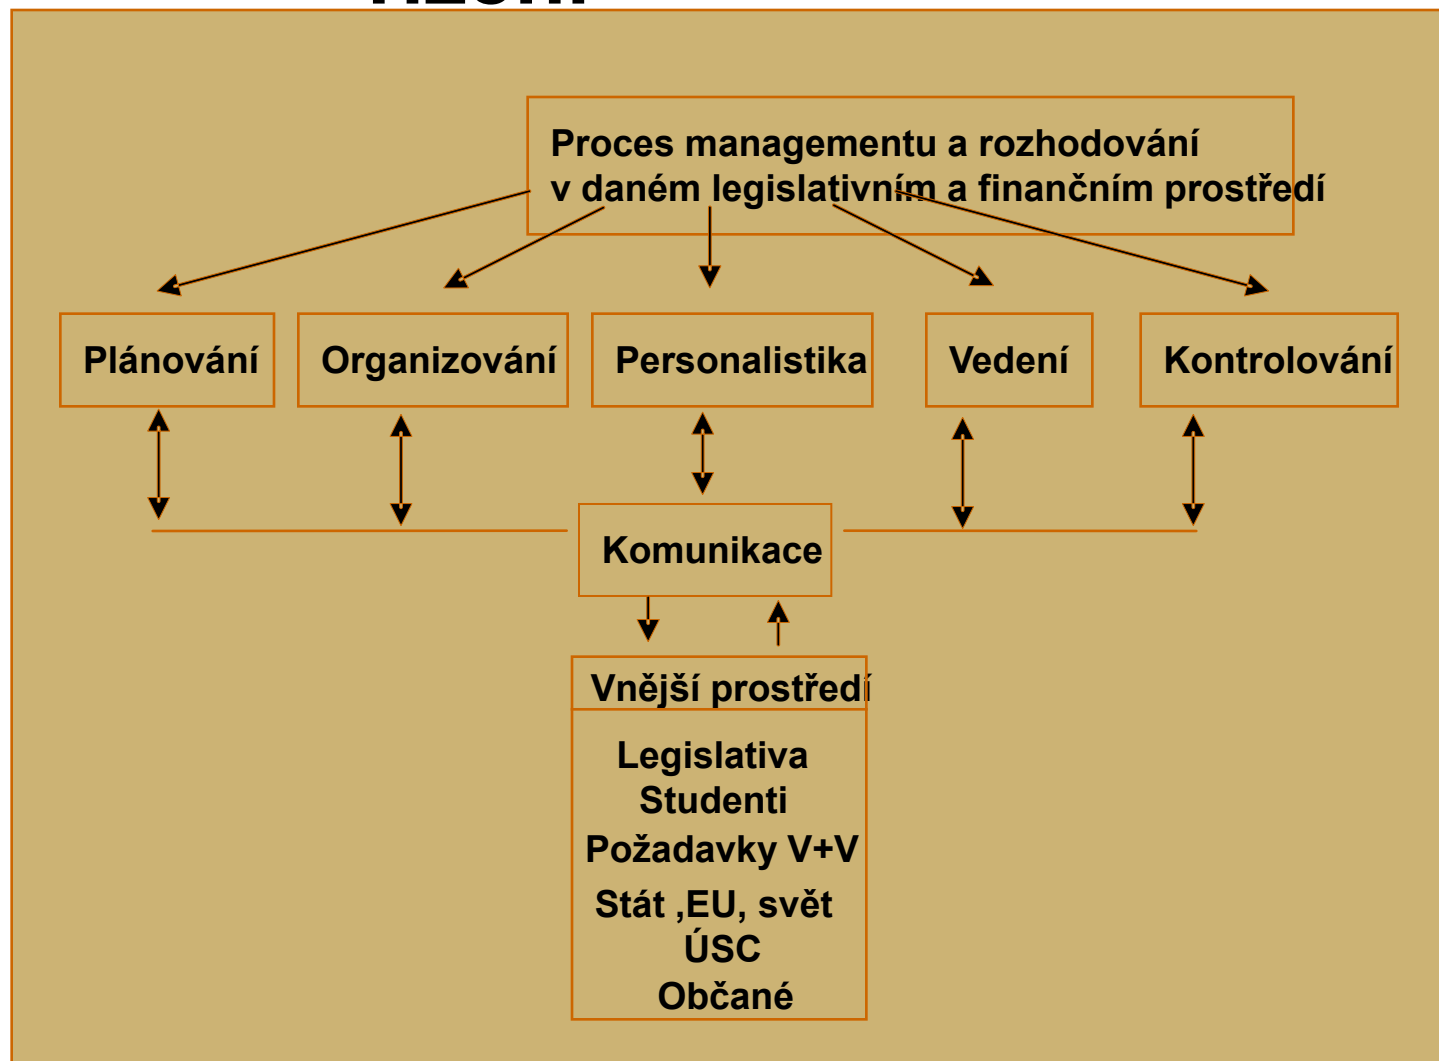 Proces managementu a rozhodování
v daném legislativním a finančním prostředí
Plánování
Organizování
Personalistika
Vedení
Kontrolování
Komunikace
Vnější prostředí
Legislativa
Studenti
Požadavky V+V
Stát ,EU, svět
ÚSC
Občané